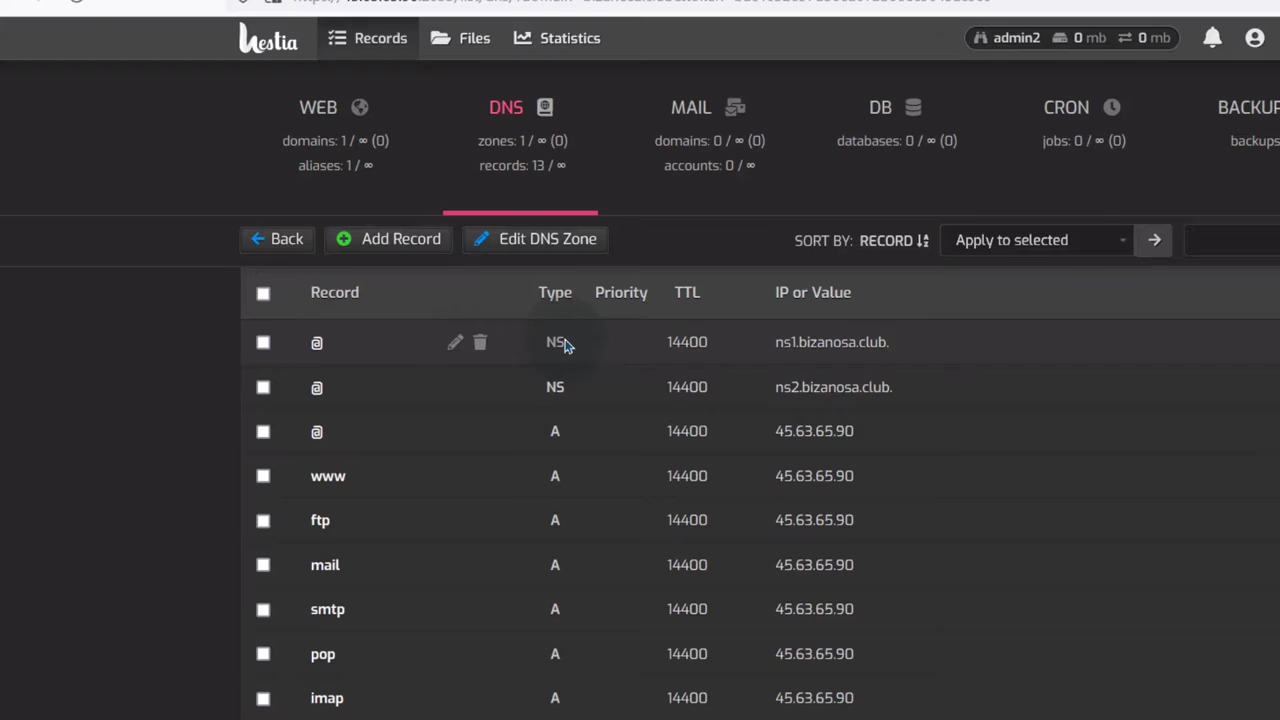 Hestia Records Files Statistics admin2 0 mb 0 mb
WEB DNS MAIL DB CRON BACKUP
domains: 1 / ∞ (0) zones: 1 / ∞ (0) domains: 0 / ∞ (0) databases: 0 / ∞ (0) jobs: 0 / ∞ (0) backups
aliases: 1 / ∞ records: 13 / ∞ accounts: 0 / ∞
Back Add Record Edit DNS Zone SORT BY: RECORD Apply to selected
Record Type Priority TTL IP or Value
@ NS 14400 ns1.bizanosa.club.
@ NS 14400 ns2.bizanosa.club.
@ A 14400 45.63.65.90
www A 14400 45.63.65.90
ftp A 14400 45.63.65.90
mail A 14400 45.63.65.90
smtp A 14400 45.63.65.90
pop A 14400 45.63.65.90
imap A 14400 45.63.65.90